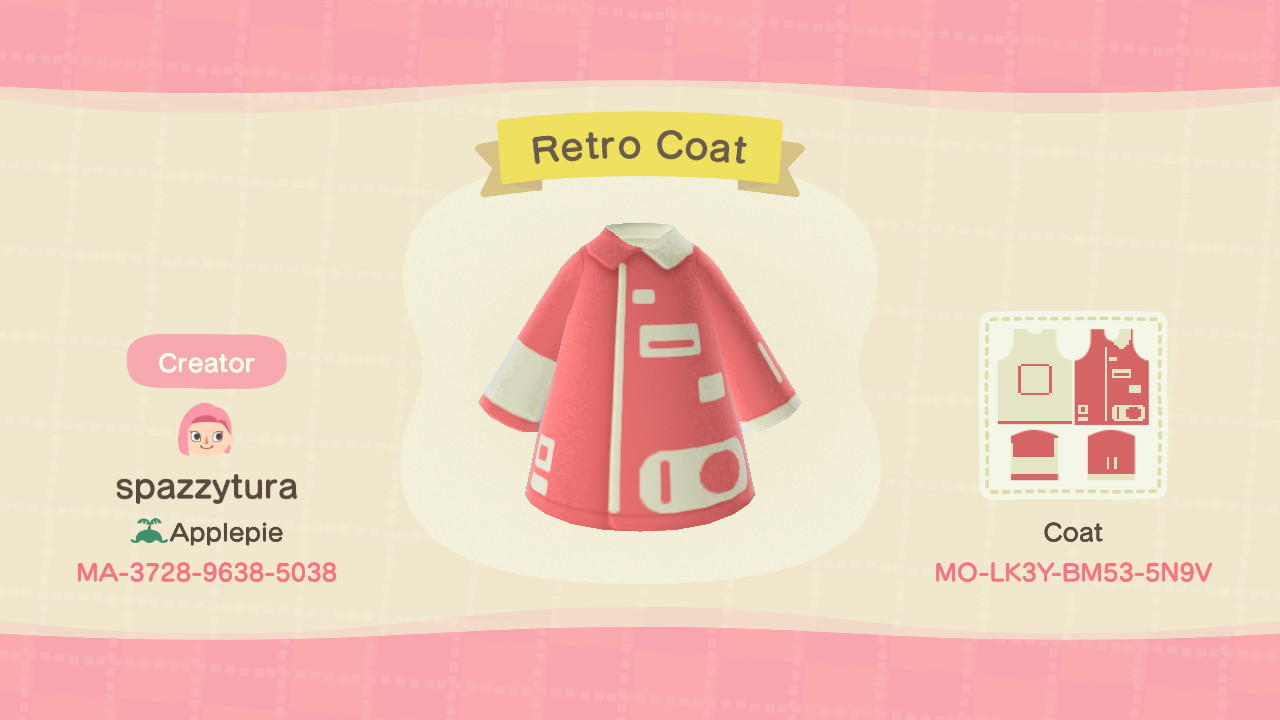 Retro Coat
Creator
spazzytura
Applepie
MA-3728-9638-5038
Coat
MO-LK3Y-BM53-5N9V